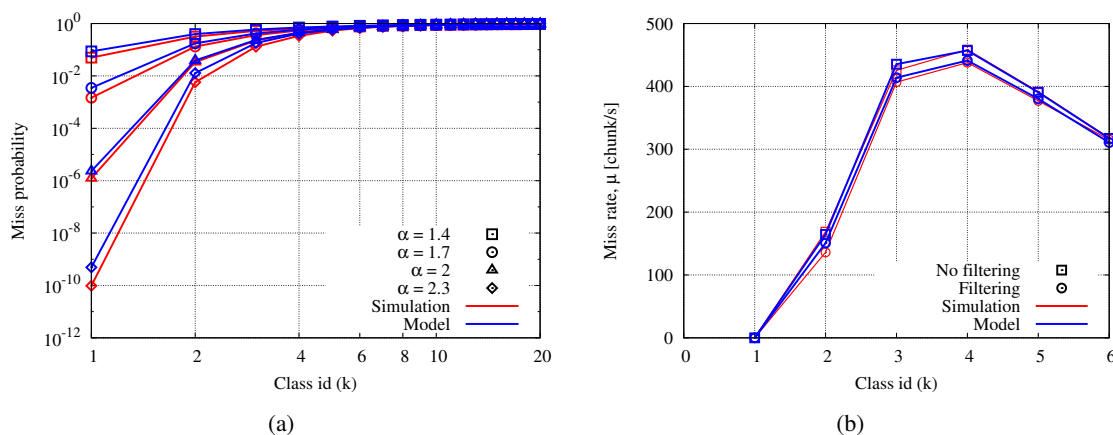 10^0
10^-2
10^-4
10^-6
10^-8
10^-10
10^-12
Miss probability
α = 1.4
α = 1.7
α = 2
α = 2.3
Simulation
Model
1 2 4 6 8 10 20
Class id (k)
(a)
500
400
300
200
100
0
Miss rate, μ [chunk/s]
No filtering
Filtering
Simulation
Model
0 1 2 3 4 5 6
Class id (k)
(b)